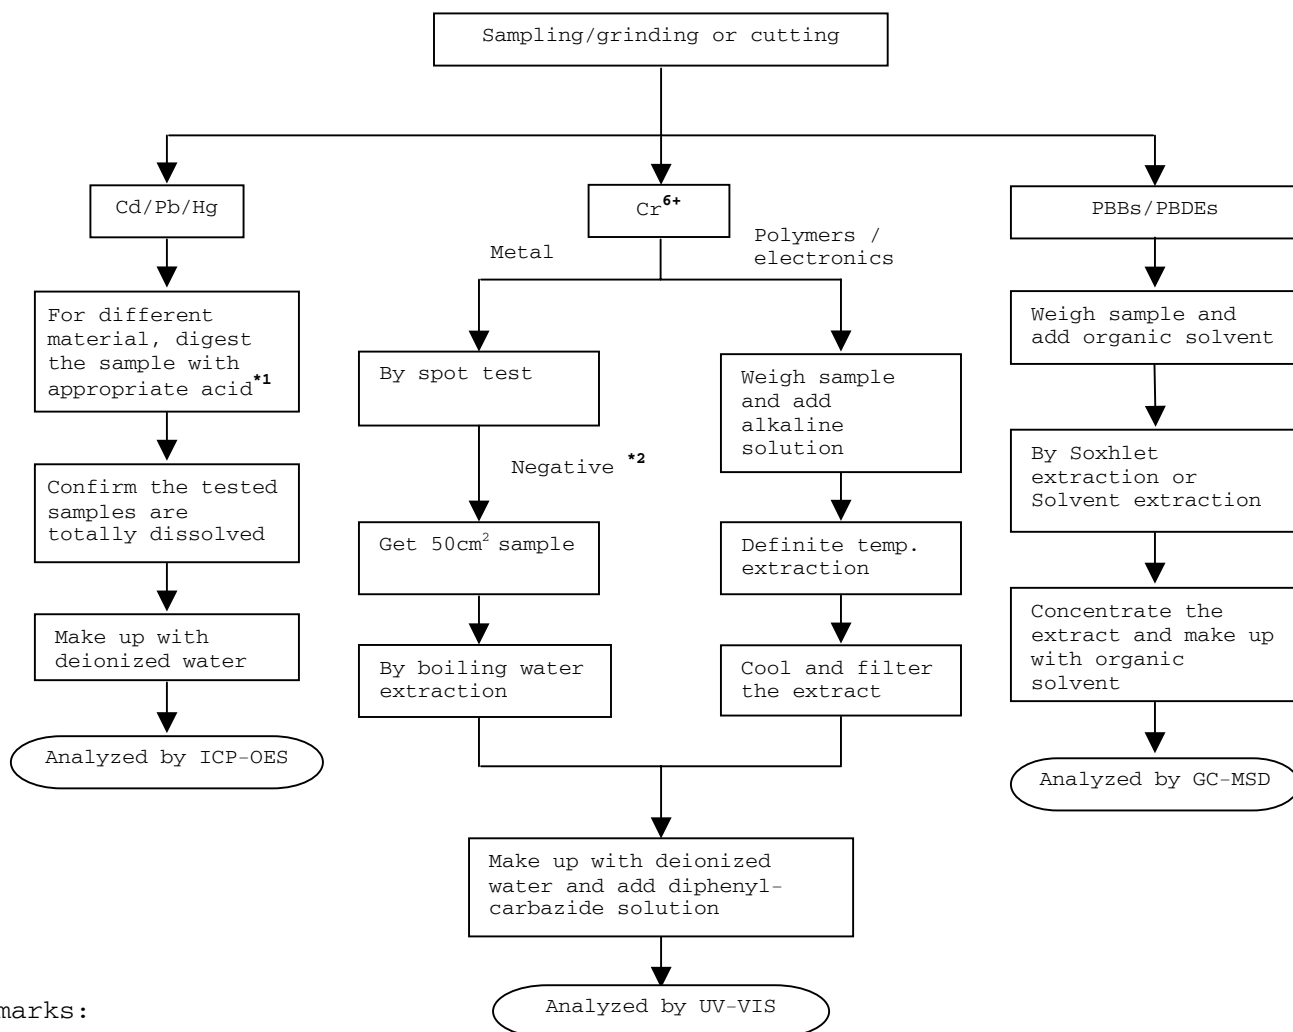 Sampling/grinding or cutting
Cd/Pb/Hg
For different
material, digest
the sample with
appropriate acid*1
Confirm the tested
samples are
totally dissolved
Make up with
deionized water
Analyzed by ICP-OES
Cr6+
Metal
Polymers /
electronics
By spot test
Negative *2
Get 50cm2 sample
By boiling water
extraction
Weigh sample
and add
alkaline
solution
Definite temp.
extraction
Cool and filter
the extract
Make up with deionized
water and add diphenyl-
carbazide solution
Analyzed by UV-VIS
PBBs/PBDEs
Weigh sample and
add organic solvent
By Soxhlet
extraction or
Solvent extraction
Concentrate the
extract and make up
with organic
solvent
Analyzed by GC-MSD
marks: